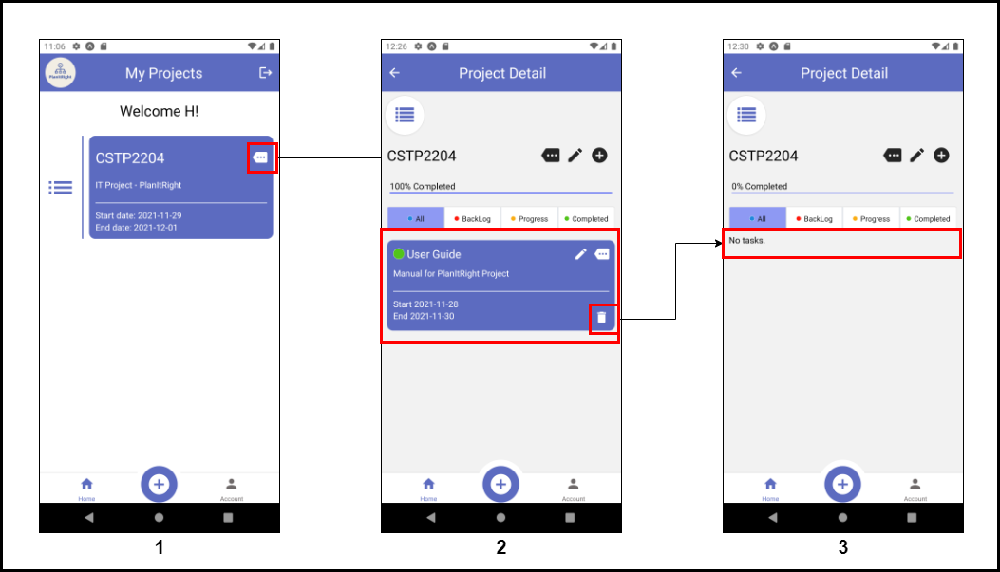 11:06
PlanItRight
My Projects
Welcome H!
CSTP2204
IT Project - PlanItRight
Start date: 2021-11-29
End date: 2021-12-01
Home
Account
1
12:26
Project Detail
CSTP2204
100% Completed
All BackLog Progress Completed
User Guide
Manual for PlanItRight Project
Start 2021-11-28
End 2021-11-30
Home
Account
2
12:30
Project Detail
CSTP2204
0% Completed
All BackLog Progress Completed
No tasks.
Home
Account
3